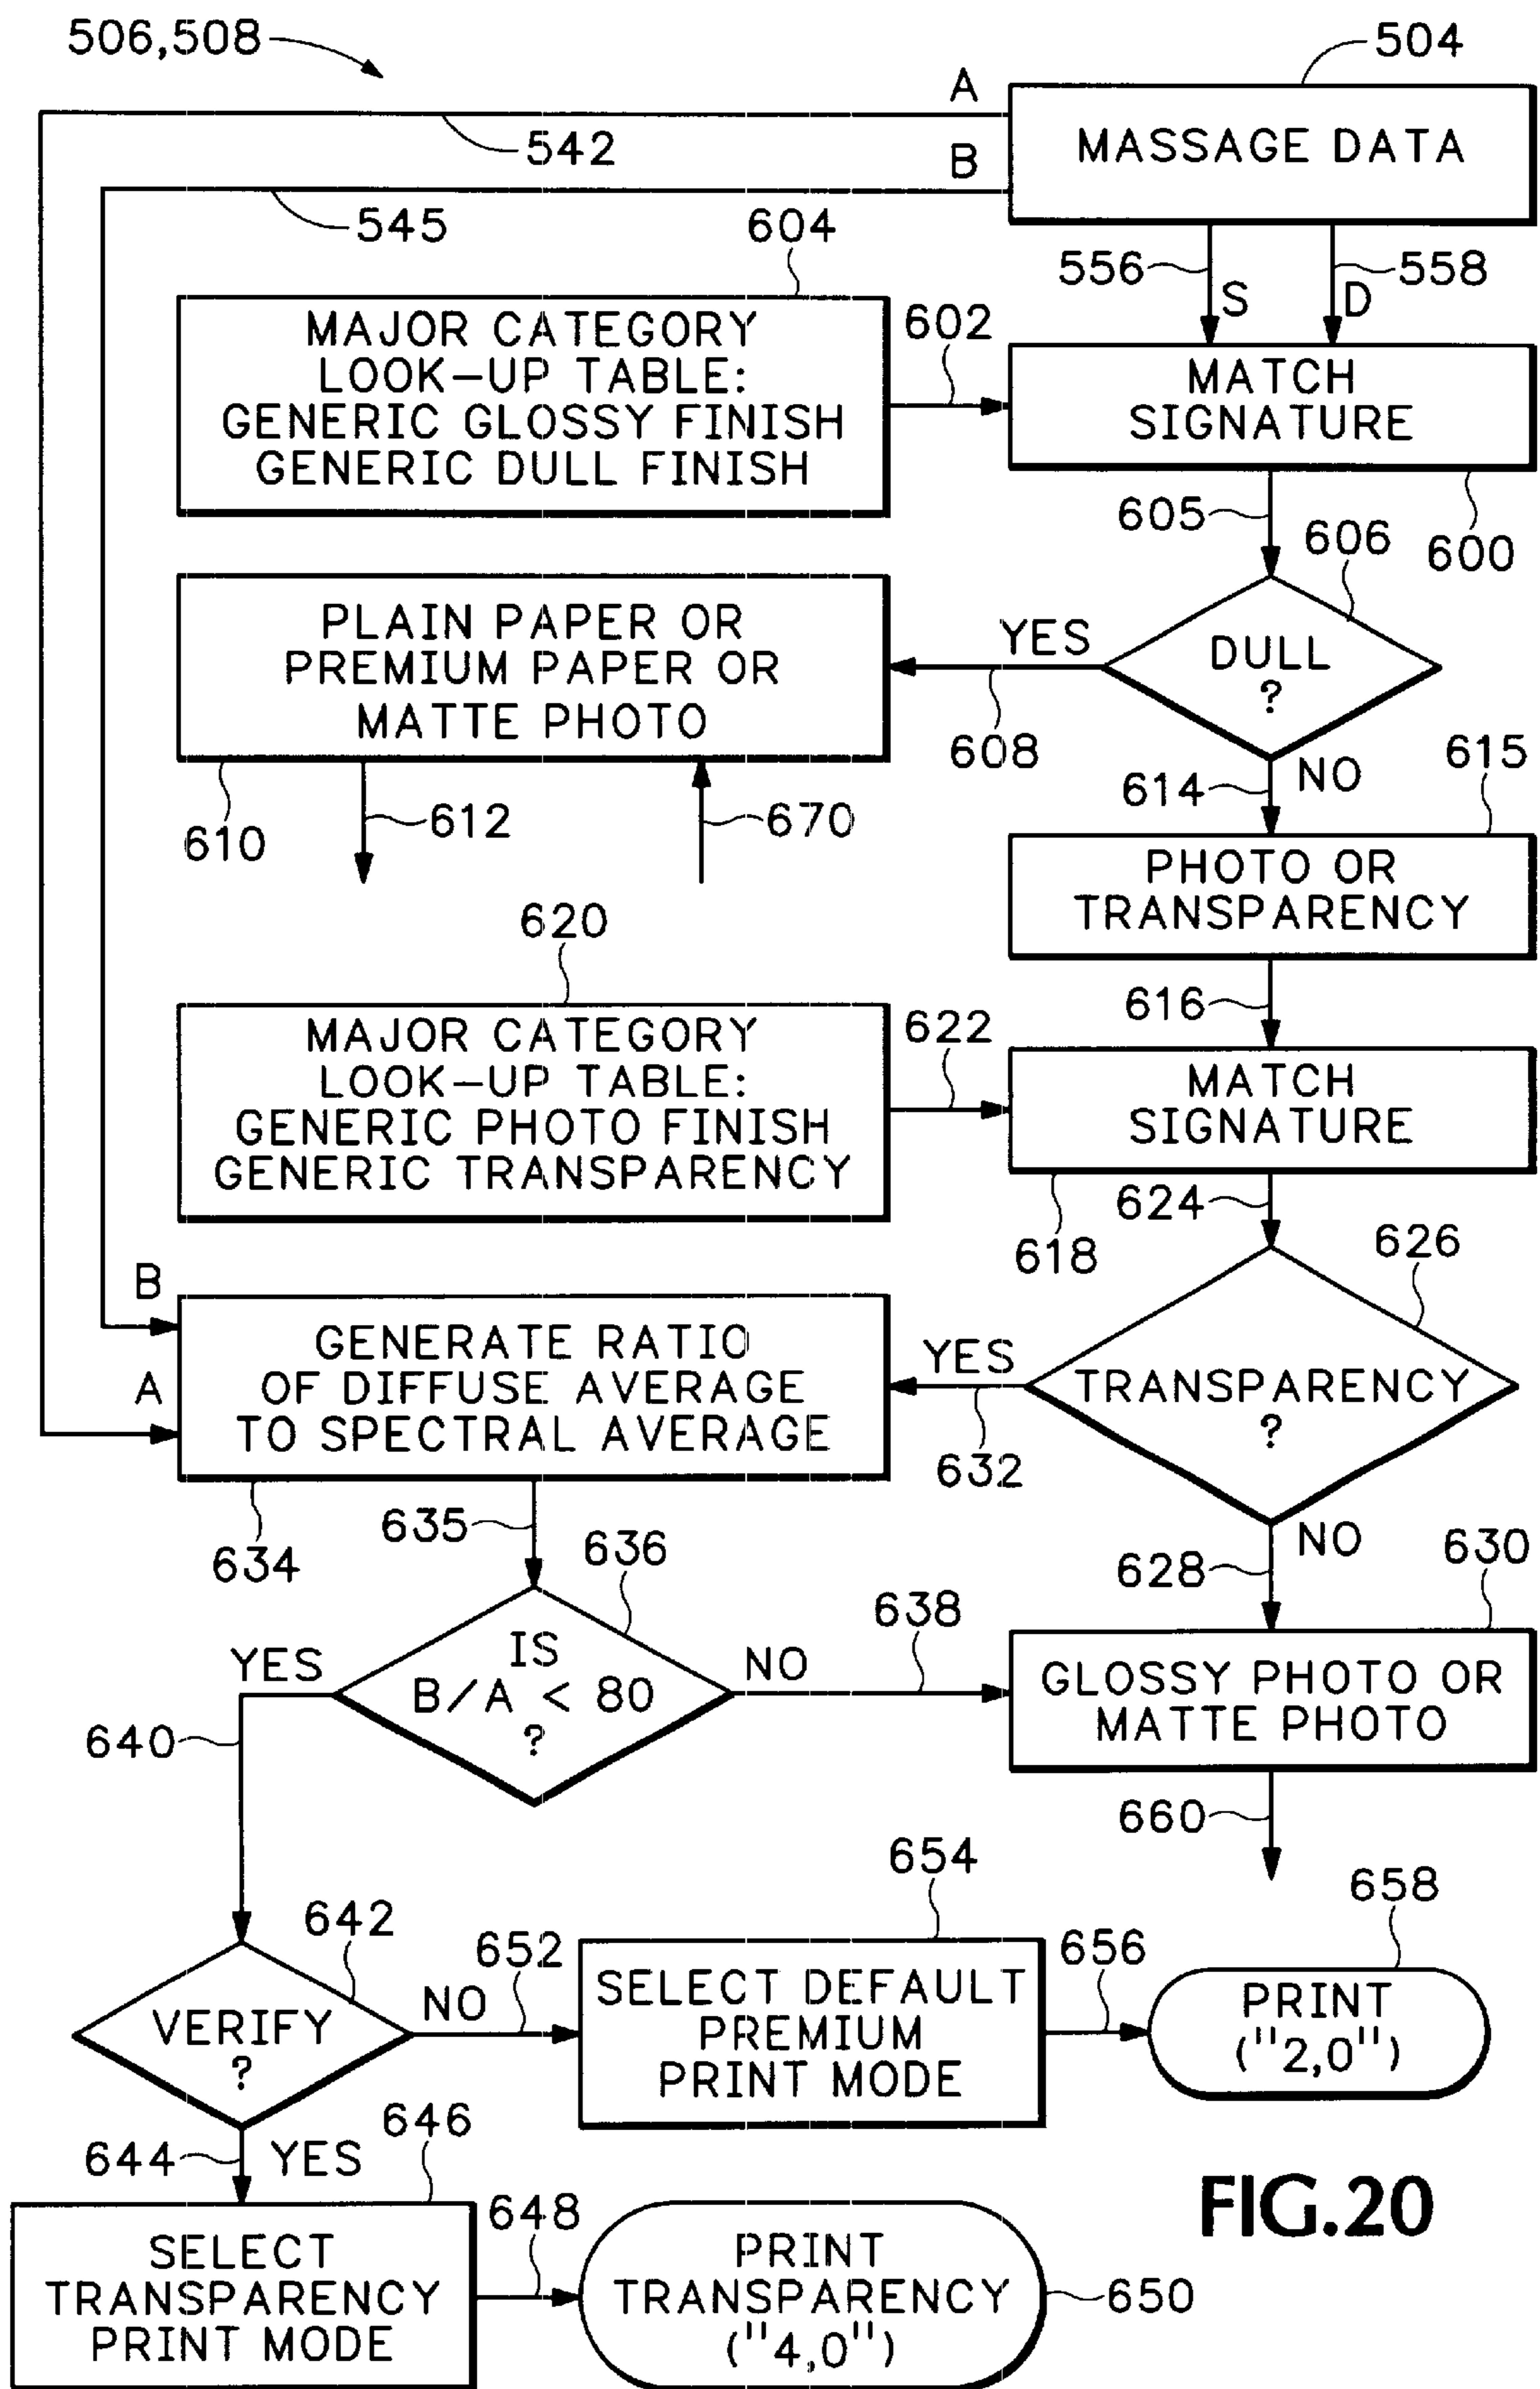 506,508
504
A
MASSAGE DATA
542
B
545
604
556
558
S
D
MAJOR CATEGORY
LOOK-UP TABLE:
GENERIC GLOSSY FINISH
GENERIC DULL FINISH
602
MATCH
SIGNATURE
605
606
600
PLAIN PAPER OR
PREMIUM PAPER OR
MATTE PHOTO
YES
DULL
?
608
NO
615
614
610
612
670
PHOTO OR
TRANSPARENCY
620
616
MAJOR CATEGORY
LOOK-UP TABLE:
GENERIC PHOTO FINISH
GENERIC TRANSPARENCY
622
MATCH
SIGNATURE
624
618
626
B
GENERATE RATIO
OF DIFFUSE AVERAGE
TO SPECTRAL AVERAGE
A
YES
TRANSPARENCY
?
632
635
634
636
NO
628
630
638
IS
B/A < 80
?
YES
NO
GLOSSY PHOTO OR
MATTE PHOTO
640
660
654
658
642
652
656
VERIFY
?
NO
SELECT DEFAULT
PREMIUM
PRINT MODE
PRINT
("2,0")
646
644
YES
648
FIG.20
SELECT
TRANSPARENCY
PRINT MODE
PRINT
TRANSPARENCY
("4,0")
650